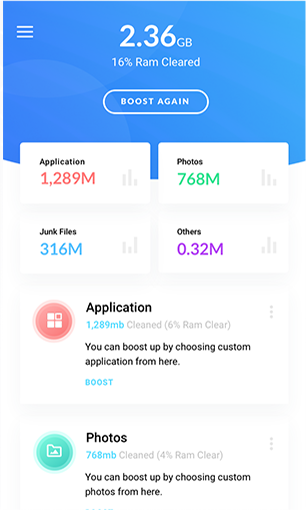 2.36GB
16% Ram Cleared
BOOST AGAIN
Application
1,289M
Photos
768M
Junk Files
316M
Others
0.32M
Application
1,289mb Cleaned (6% Ram Clear)
You can boost up by choosing custom
application from here.
BOOST
Photos
768mb Cleaned (4% Ram Clear)
You can boost up by choosing custom
photos from here.